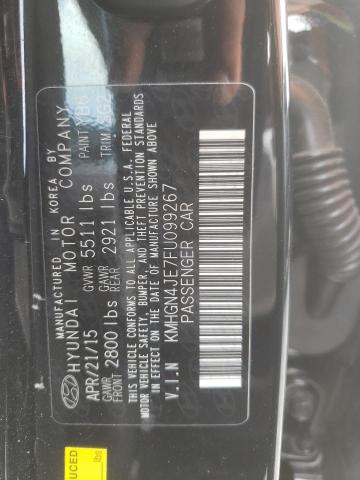 MANUFACTURED IN KOREA BY
HYUNDAI MOTOR COMPANY
APR/21/15 GVWR 5511 lbs PAINT
GAWR FRONT 2800 lbs GAWR REAR 2921 lbs TRIM
THIS VEHICLE CONFORMS TO ALL APPLICABLE U.S.A. FEDERAL
MOTOR VEHICLE SAFETY, BUMPER, AND THEFT PREVENTION STANDARDS
IN EFFECT ON THE DATE OF MANUFACTURE SHOWN ABOVE
V.I.N KMHGN4JE7FU099267
PASSENGER CAR
UCED
lbs